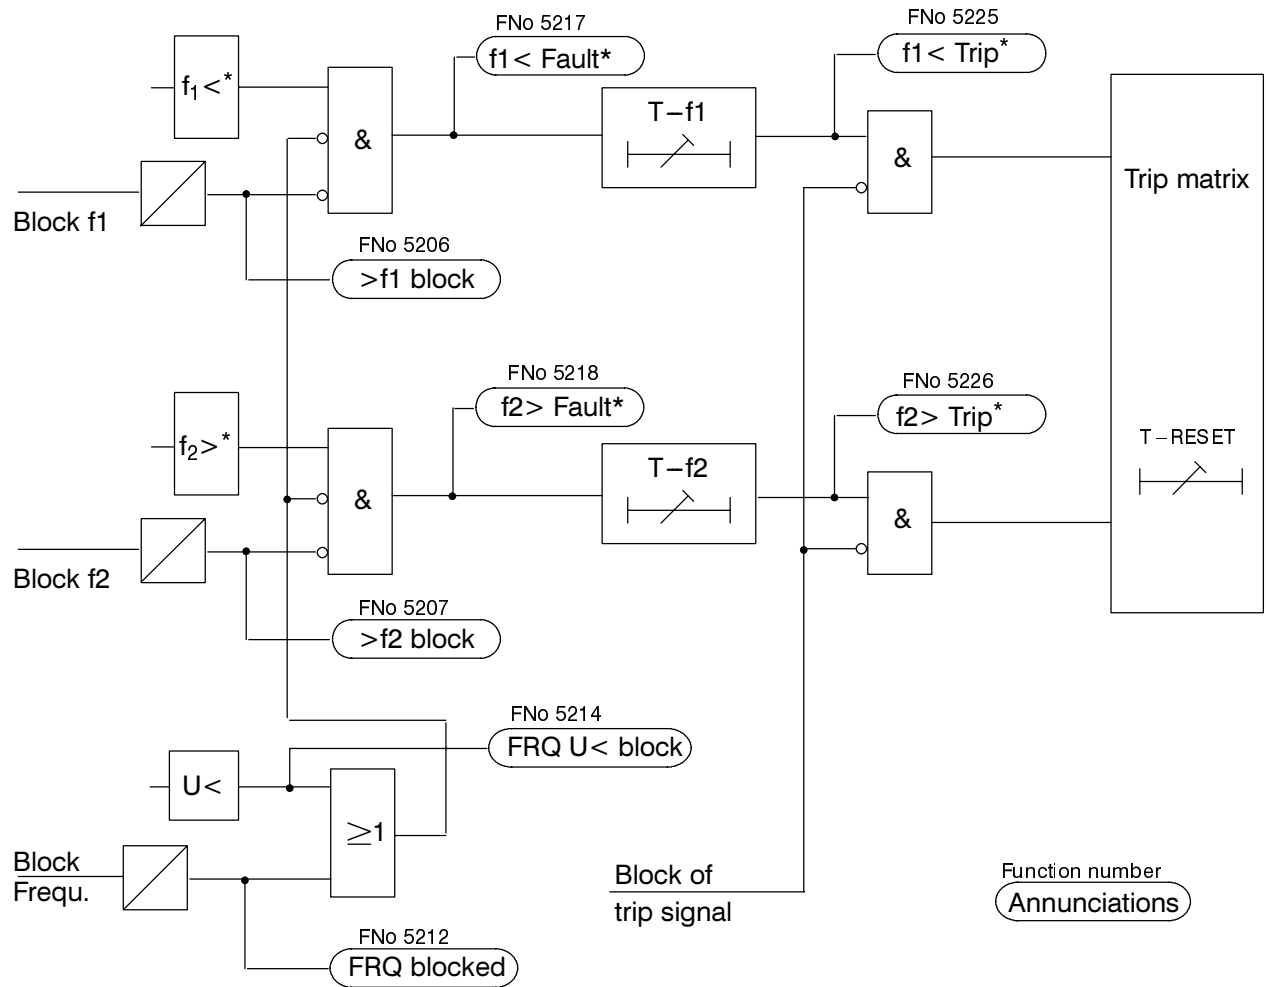 FNo 5217
f1< Fault*
FNo 5225
f1< Trip*
f1<*
&
T–f1
&
Trip matrix
Block f1
FNo 5206
>f1 block
FNo 5218
f2> Fault*
FNo 5226
f2> Trip*
f2>*
&
T–f2
&
T–RESET
Block f2
FNo 5207
>f2 block
FNo 5214
FRQ U< block
U<
≥1
Block
Frequ.
Block of
trip signal
Function number
Annunciations
FNo 5212
FRQ blocked